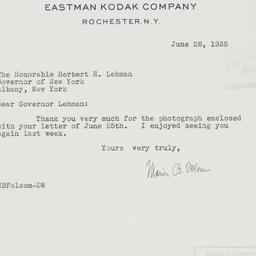 EASTMAN KODAK COMPANY
ROCHESTER, N.Y.
June 28, 1935
The Honorable Herbert H. Lehman
Governor of New York
Albany, New York
Dear Governor Lehman:
Thank you very much for the photograph enclosed
with your letter of June 25th. I enjoyed seeing you
again last week.
Yours very truly,
Marion B. Folsom
MBFolsom-DW